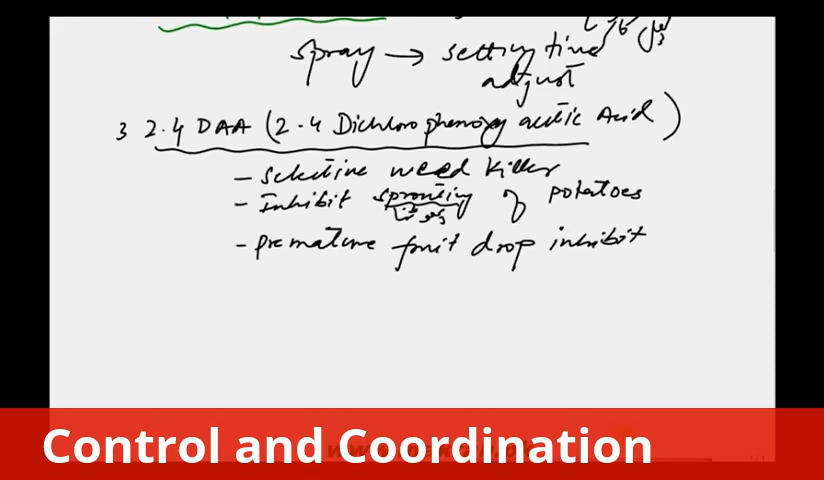 spray → setting time
adjust
3 2.4 DAA (2.4 Dichlorophenoxy acetic Acid)
– Selective weed killer
– Inhibit sprouting of potatoes
– premature fruit drop inhibit
Control and Coordination